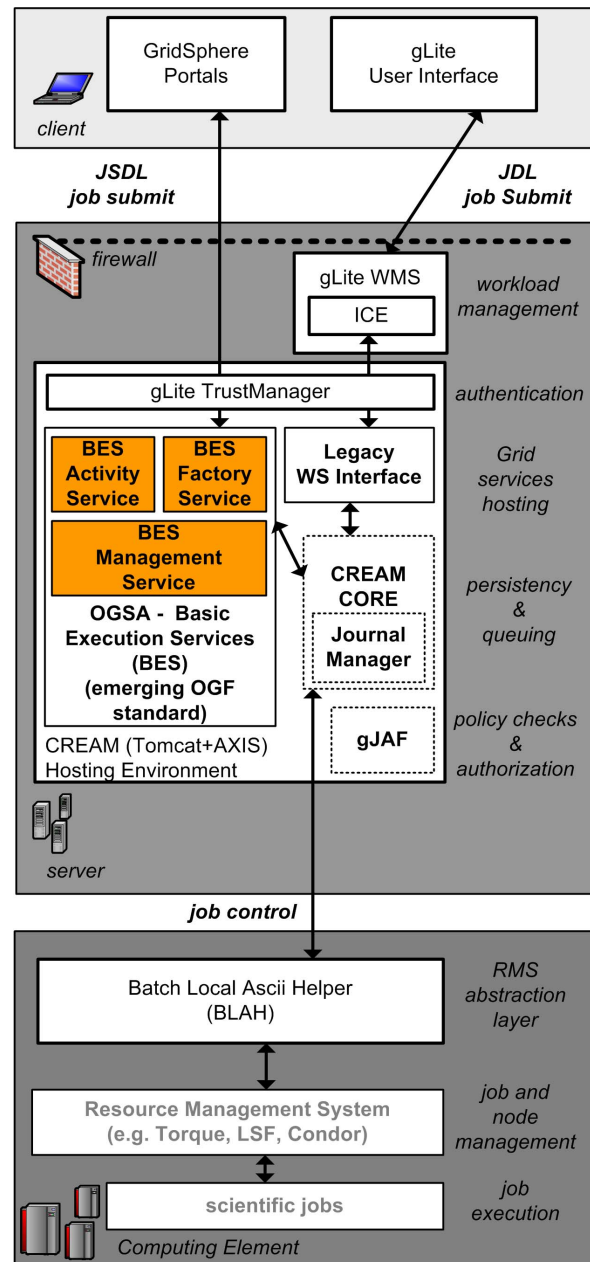 GridSphere
Portals
gLite
User Interface
client
JSDL
job submit
JDL
job Submit
firewall
gLite WMS
ICE
workload
management
gLite TrustManager
authentication
BES
Activity
Service
BES
Factory
Service
Legacy
WS Interface
Grid
services
hosting
BES
Management
Service
CREAM
CORE
Journal
Manager
persistency
&
queuing
OGSA - Basic
Execution Services
(BES)
(emerging OGF
standard)
gJAF
policy checks
&
authorization
CREAM (Tomcat+AXIS)
Hosting Environment
server
job control
Batch Local Ascii Helper
(BLAH)
RMS
abstraction
layer
Resource Management System
(e.g. Torque, LSF, Condor)
job and
node
management
scientific jobs
job
execution
Computing Element